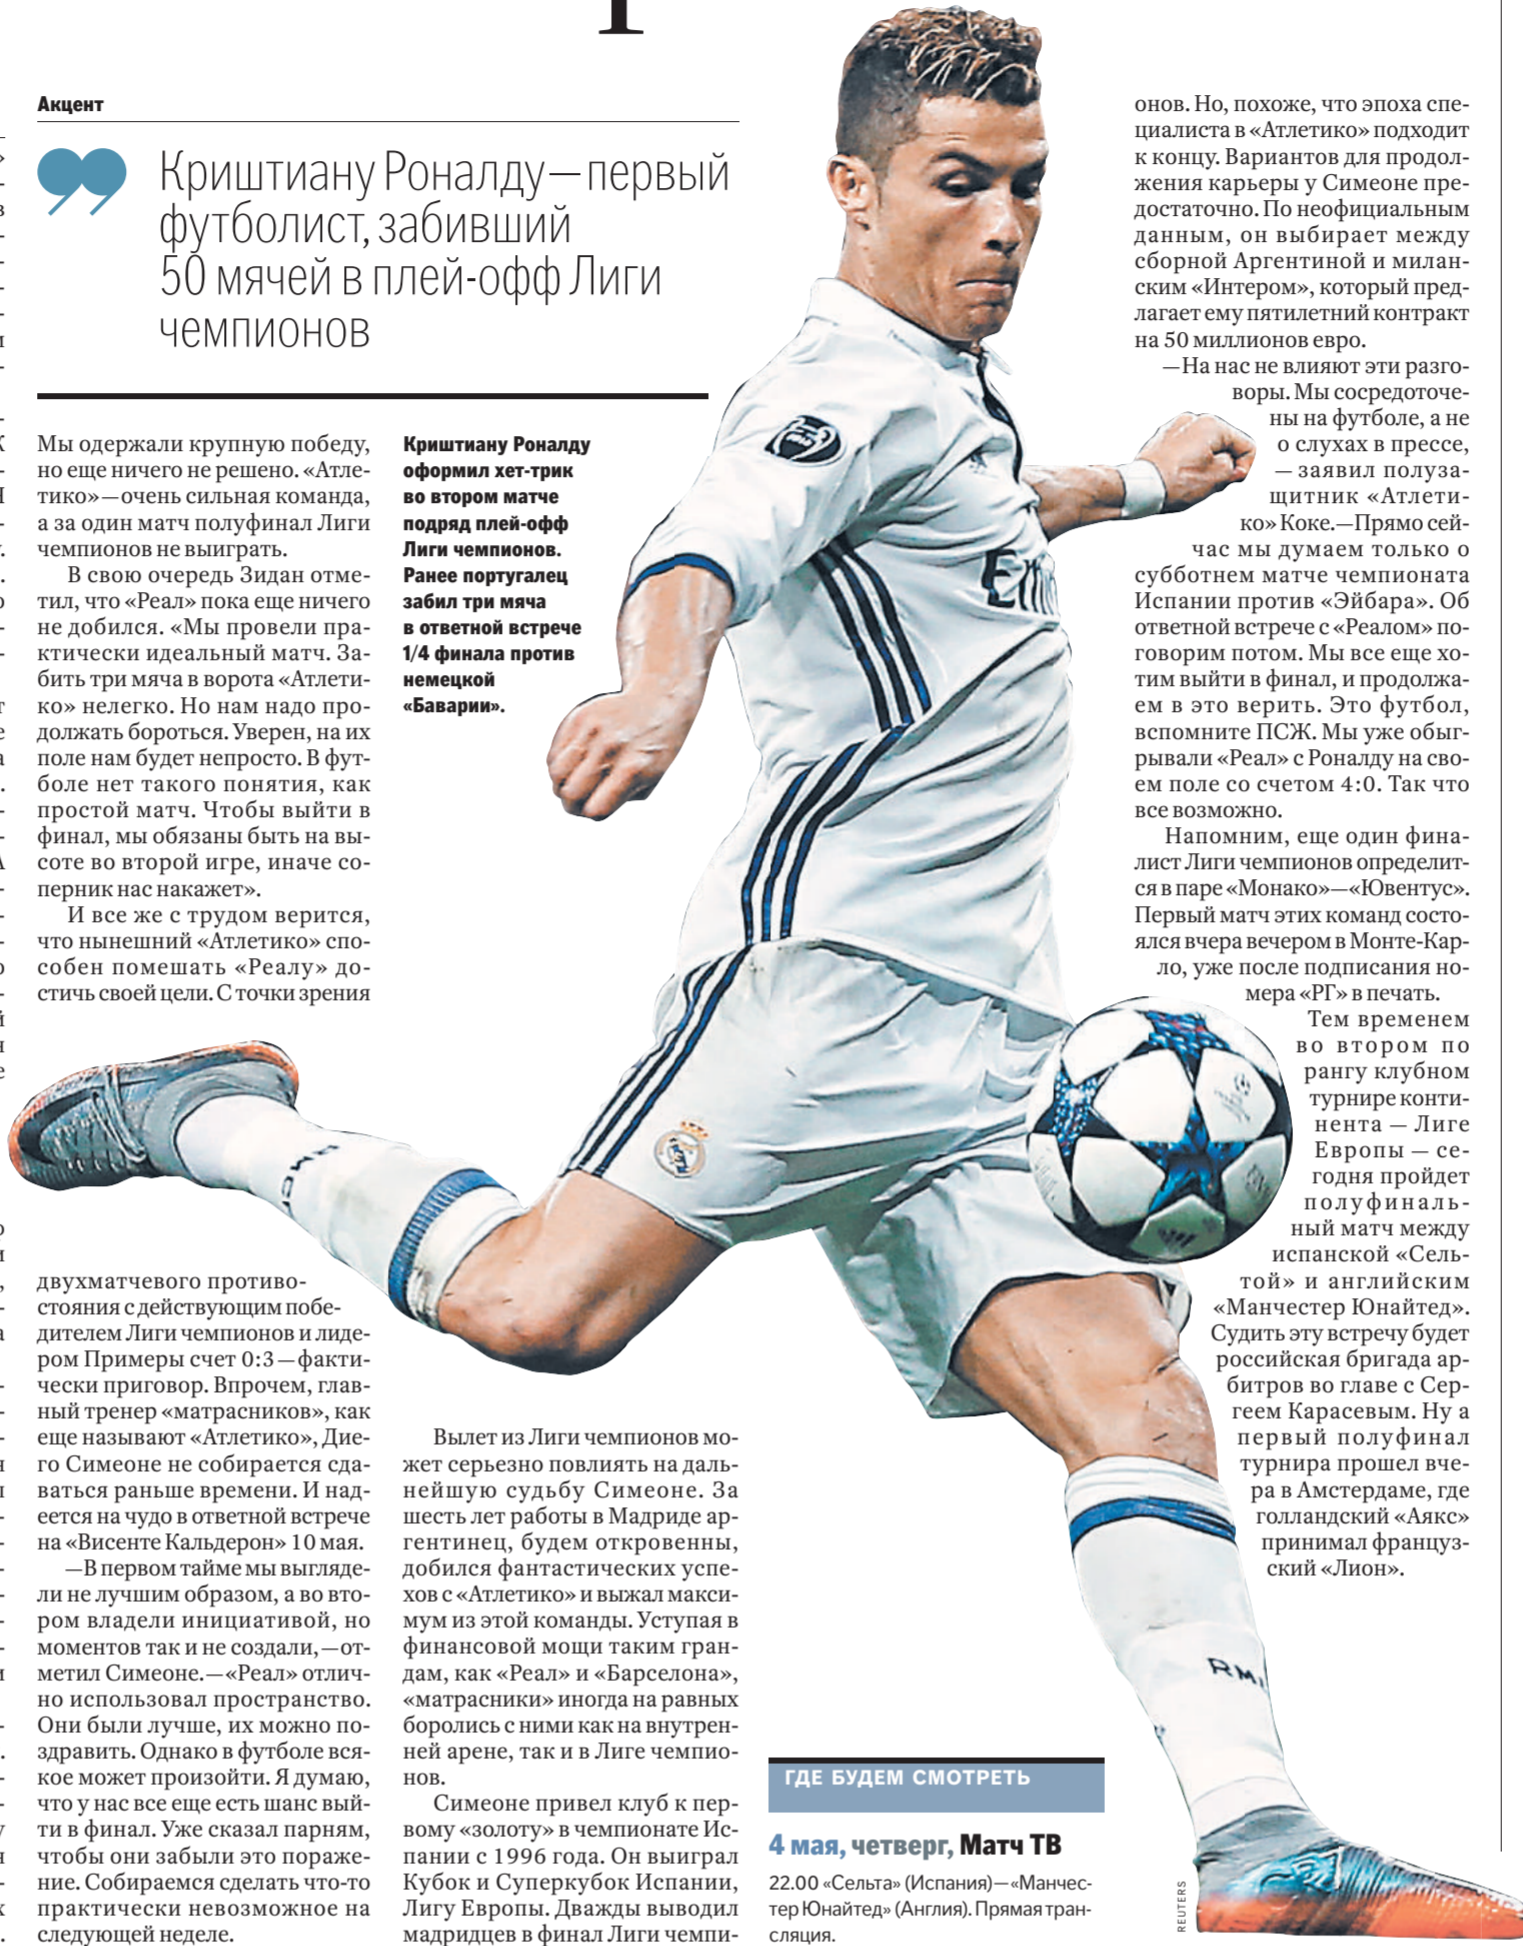 Акцент
Криштиану Роналду — первый
футболист, забивший
50 мячей в плей-офф Лиги
чемпионов
Мы одержали крупную победу,
но еще ничего не решено. «Атле-
тико» — очень сильная команда,
а за один матч полуфинал Лиги
чемпионов не выиграть.
В свою очередь Зидан отме-
тил, что «Реал» пока еще ничего
не добился. «Мы провели пра-
ктически идеальный матч. За-
бить три мяча в ворота «Атлети-
ко» нелегко. Но нам надо про-
должать бороться. Уверен, на их
поле нам будет непросто. В фут-
боле нет такого понятия, как
простой матч. Чтобы выйти в
финал, мы обязаны быть на вы-
соте во второй игре, иначе со-
перник нас накажет».
И все же с трудом верится,
что нынешний «Атлетико» спо-
собен помешать «Реалу» до-
стичь своей цели. С точки зрения
двухматчевого противо-
стояния с действующим побе-
дителем Лиги чемпионов и лиде-
ром Примеры счет 0:3 — факти-
чески приговор. Впрочем, глав-
ный тренер «матрасников», как
еще называют «Атлетико», Дие-
го Симеоне не собирается сда-
ваться раньше времени. И над-
еется на чудо в ответной встрече
на «Висенте Кальдерон» 10 мая.
— В первом тайме мы выгляде-
ли не лучшим образом, а во вто-
ром владели инициативой, но
моментов так и не создали, — от-
метил Симеоне. — «Реал» отлич-
но использовал пространство.
Они были лучше, их можно по-
здравить. Однако в футболе вся-
кое может произойти. Я думаю,
что у нас все еще есть шанс вый-
ти в финал. Уже сказал парням,
чтобы они забыли это пораже-
ние. Собираемся сделать что-то
практически невозможное на
следующей неделе.
Криштиану Роналду
оформил хет-трик
во втором матче
подряд плей-офф
Лиги чемпионов.
Ранее португалец
забил три мяча
в ответной встрече
1/4 финала против
немецкой
«Баварии».
Вылет из Лиги чемпионов мо-
жет серьезно повлиять на даль-
нейшую судьбу Симеоне. За
шесть лет работы в Мадриде ар-
гентинец, будем откровенны,
добился фантастических успе-
хов с «Атлетико» и выжал макси-
мум из этой команды. Уступая в
финансовой мощи таким гран-
дам, как «Реал» и «Барселона»,
«матрасники» иногда на равных
боролись с ними как на внутрен-
ней арене, так и в Лиге чемпио-
нов.
Симеоне привел клуб к пер-
вому «золоту» в чемпионате Ис-
пании с 1996 года. Он выиграл
Кубок и Суперкубок Испании,
Лигу Европы. Дважды выводил
мадридцев в финал Лиги чемпи-
онов. Но, похоже, что эпоха спе-
циалиста в «Атлетико» подходит
к концу. Вариантов для продол-
жения карьеры у Симеоне пре-
достаточно. По неофициальным
данным, он выбирает между
сборной Аргентиной и милан-
ским «Интером», который пред-
лагает ему пятилетний контракт
на 50 миллионов евро.
— На нас не влияют эти разго-
воры. Мы сосредоточе-
ны на футболе, а не
о слухах в прессе,
— заявил полуза-
щитник «Атлети-
ко» Коке. — Прямо сей-
час мы думаем только о
субботнем матче чемпионата
Испании против «Эйбара». Об
ответной встрече с «Реалом» по-
говорим потом. Мы все еще хо-
тим выйти в финал, и продолжа-
ем в это верить. Это футбол,
вспомните ПСЖ. Мы уже обыг-
рывали «Реал» с Роналду на сво-
ем поле со счетом 4:0. Так что
все возможно.
Напомним, еще один фина-
лист Лиги чемпионов определит-
ся в паре «Монако» — «Ювентус».
Первый матч этих команд состо-
ялся вчера вечером в Монте-Кар-
ло, уже после подписания но-
мера «РГ» в печать.
Тем временем
во втором по
рангу клубном
турнире конти-
нента — Лиге
Европы — се-
годня пройдет
полуфиналь-
ный матч между
испанской «Сель-
той» и английским
«Манчестер Юнайтед».
Судить эту встречу будет
российская бригада ар-
битров во главе с Сер-
геем Карасевым. Ну а
первый полуфинал
турнира прошел вче-
ра в Амстердаме, где
голландский «Аякс»
принимал француз-
ский «Лион».
ГДЕ БУДЕМ СМОТРЕТЬ
4 мая, четверг, Матч ТВ
22.00 «Сельта» (Испания) — «Манчес-
тер Юнайтед» (Англия). Прямая тран-
сляция.
REUTERS